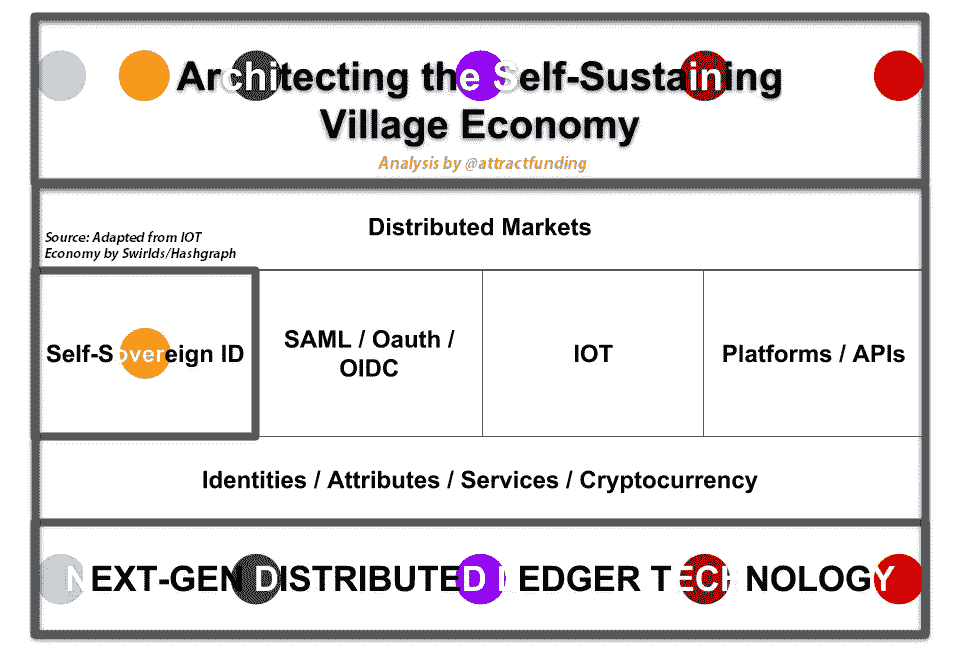 Architecting the Self-Sustaining
Village Economy
Analysis by @attractfunding
Distributed Markets
Source: Adapted from IOT
Economy by Swirlds/Hashgraph
Self-Sovereign ID
SAML / Oauth /
OIDC
IOT
Platforms / APIs
Identities / Attributes / Services / Cryptocurrency
NEXT-GEN DISTRIBUTED LEDGER TECHNOLOGY